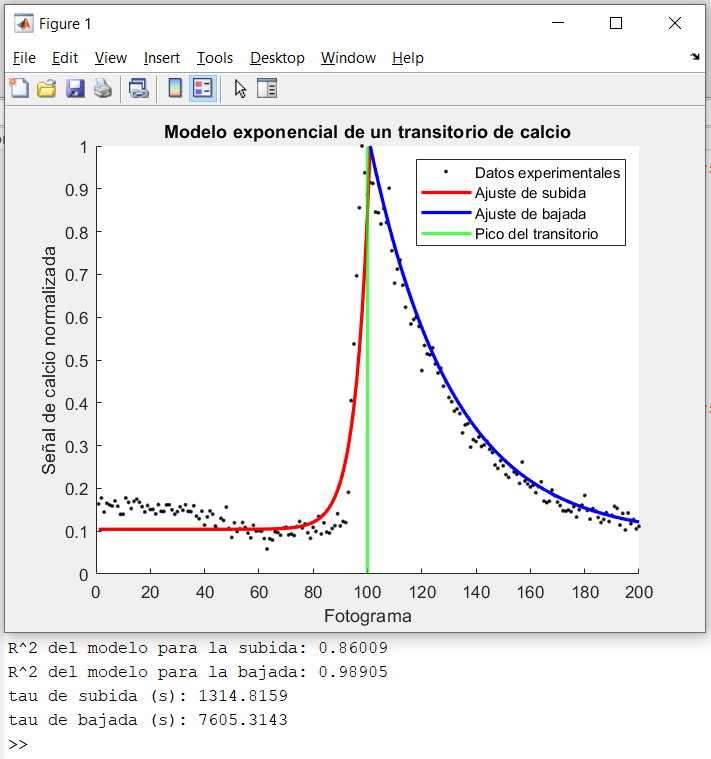 Figure 1
File Edit View Insert Tools Desktop Window Help
Modelo exponencial de un transitorio de calcio
Señal de calcio normalizada
1
0.9
0.8
0.7
0.6
0.5
0.4
0.3
0.2
0.1
0
Datos experimentales
Ajuste de subida
Ajuste de bajada
Pico del transitorio
0 20 40 60 80 100 120 140 160 180 200
Fotograma
R^2 del modelo para la subida: 0.86009
R^2 del modelo para la bajada: 0.98905
tau de subida (s): 1314.8159
tau de bajada (s): 7605.3143
>>